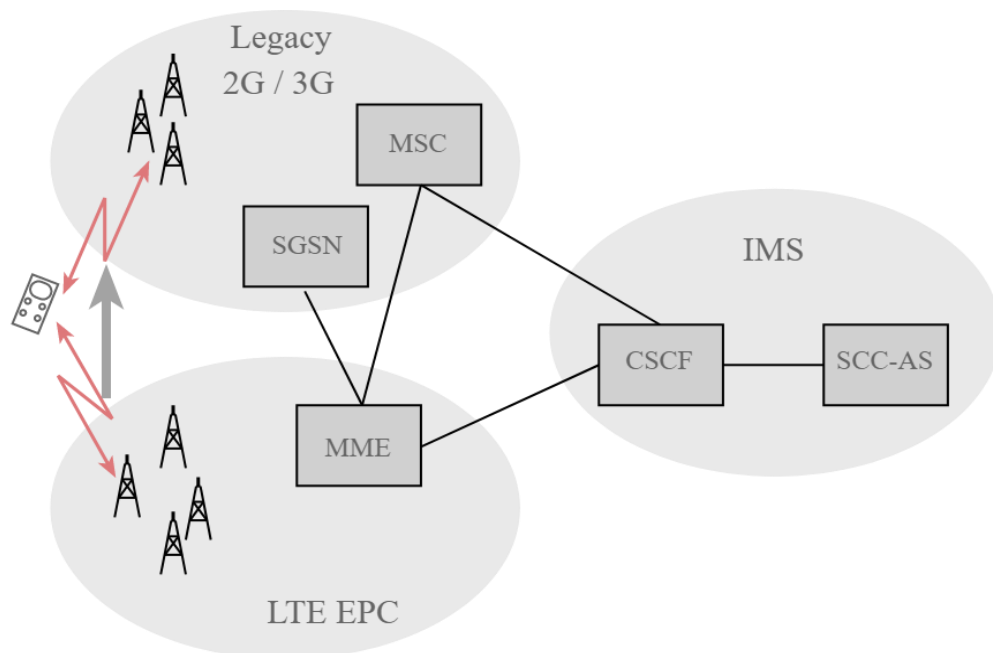 Legacy
2G / 3G
MSC
SGSN
IMS
CSCF
SCC-AS
MME
LTE EPC